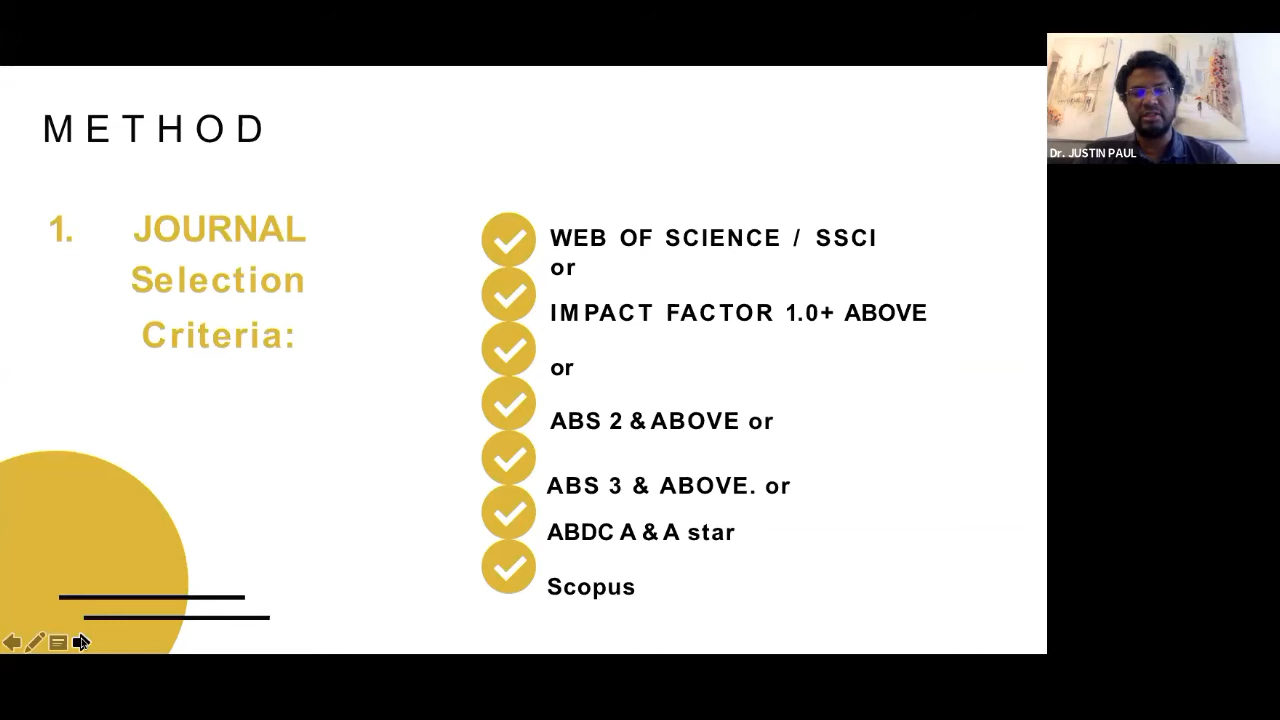 METHOD
1. JOURNAL
Selection
Criteria:
WEB OF SCIENCE / SSCI
or
IMPACT FACTOR 1.0+ ABOVE
or
ABS 2 & ABOVE or
ABS 3 & ABOVE. or
ABDC A & A star
Scopus
Dr. JUSTIN PAUL